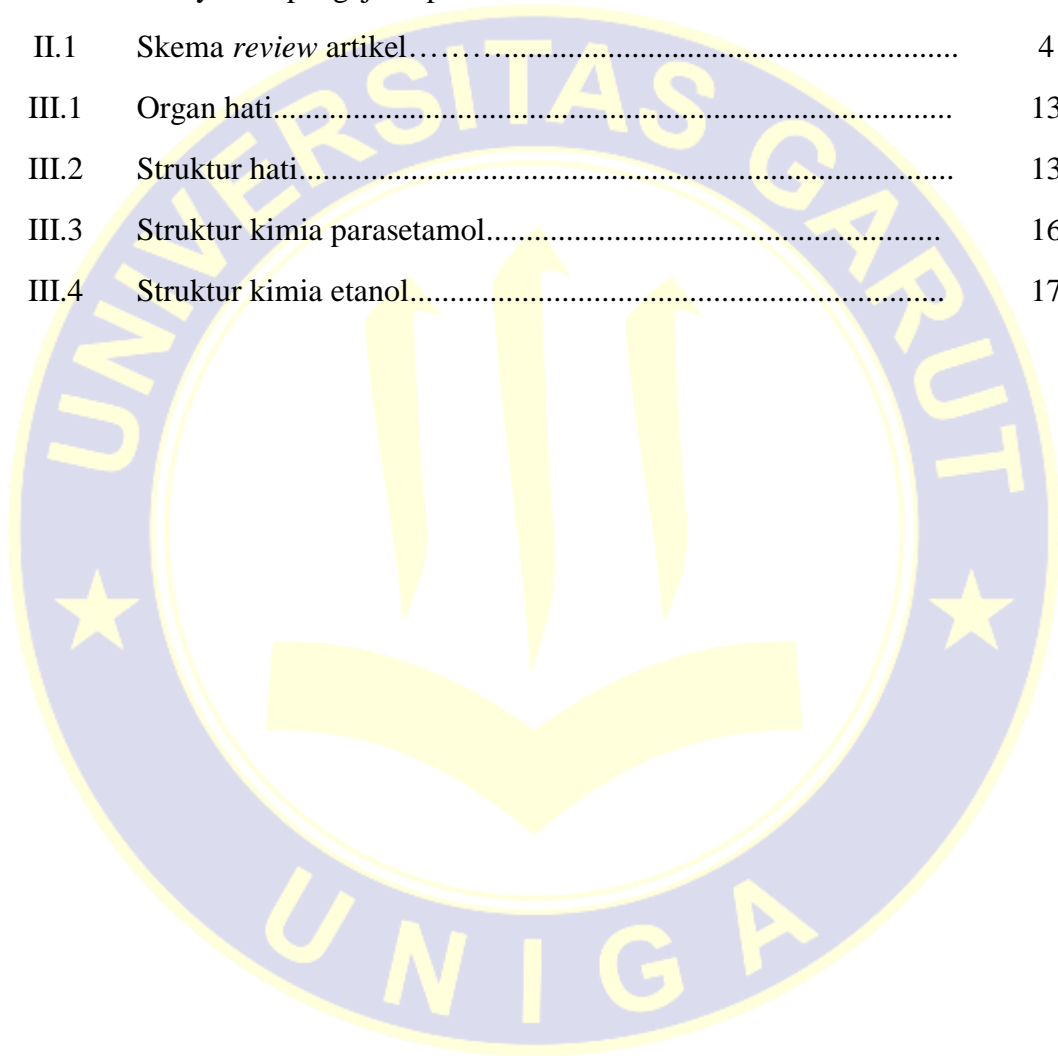 II.1 Skema review artikel……….......................................................... 4
III.1 Organ hati..................................................................................... 13
III.2 Struktur hati.................................................................................. 13
III.3 Struktur kimia parasetamol......................................................... 16
III.4 Struktur kimia etanol................................................................... 17
UNIVERSITAS GARUT
UNIGA